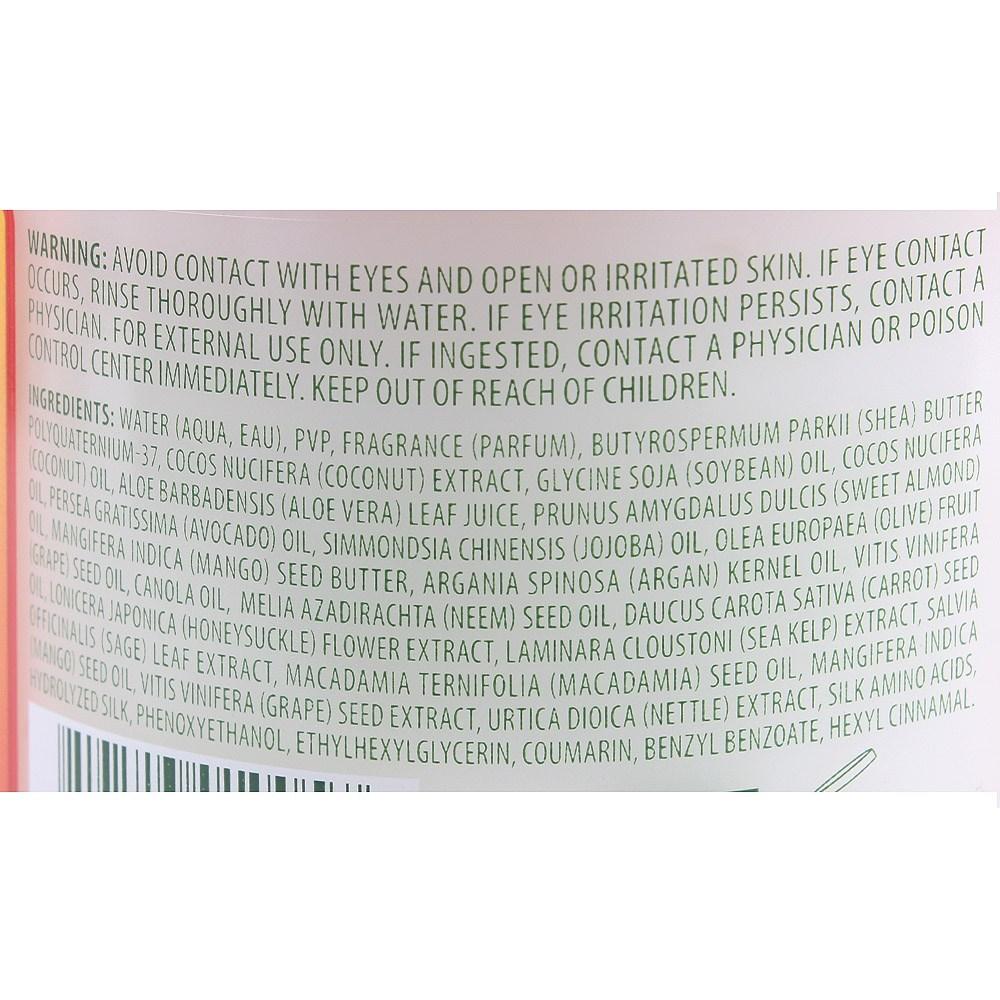 WARNING: AVOID CONTACT WITH EYES AND OPEN OR IRRITATED SKIN. IF EYE CONTACT
OCCURS, RINSE THOROUGHLY WITH WATER. IF EYE IRRITATION PERSISTS, CONTACT A
PHYSICIAN. FOR EXTERNAL USE ONLY. IF INGESTED, CONTACT A PHYSICIAN OR POISON
CONTROL CENTER IMMEDIATELY. KEEP OUT OF REACH OF CHILDREN.
INGREDIENTS: WATER (AQUA, EAU), PVP, FRAGRANCE (PARFUM), BUTYROSPERMUM PARKII (SHEA) BUTTER
POLYQUATERNIUM-37, COCOS NUCIFERA (COCONUT) EXTRACT, GLYCINE SOJA (SOYBEAN) OIL, COCOS NUCIFERA
(COCONUT) OIL, ALOE BARBADENSIS (ALOE VERA) LEAF JUICE, PRUNUS AMYGDALUS DULCIS (SWEET ALMOND)
OIL, PERSEA GRATISSIMA (AVOCADO) OIL, SIMMONDSIA CHINENSIS (JOJOBA) OIL, OLEA EUROPAEA (OLIVE) FRUIT
OIL, MANGIFERA INDICA (MANGO) SEED BUTTER, ARGANIA SPINOSA (ARGAN) KERNEL OIL, VITIS VINIFERA
(GRAPE) SEED OIL, CANOLA OIL, MELIA AZADIRACHTA (NEEM) SEED OIL, DAUCUS CAROTA SATIVA (CARROT) SEED
OIL, LONICERA JAPONICA (HONEYSUCKLE) FLOWER EXTRACT, LAMINARA CLOUSTONI (SEA KELP) EXTRACT, SALVIA
OFFICINALIS (SAGE) LEAF EXTRACT, MACADAMIA TERNIFOLIA (MACADAMIA) SEED OIL, MANGIFERA INDICA
(MANGO) SEED OIL, VITIS VINIFERA (GRAPE) SEED EXTRACT, URTICA DIOICA (NETTLE) EXTRACT, SILK AMINO ACIDS,
HYDROLYZED SILK, PHENOXYETHANOL, ETHYLHEXYLGLYCERIN, COUMARIN, BENZYL BENZOATE, HEXYL CINNAMAL.